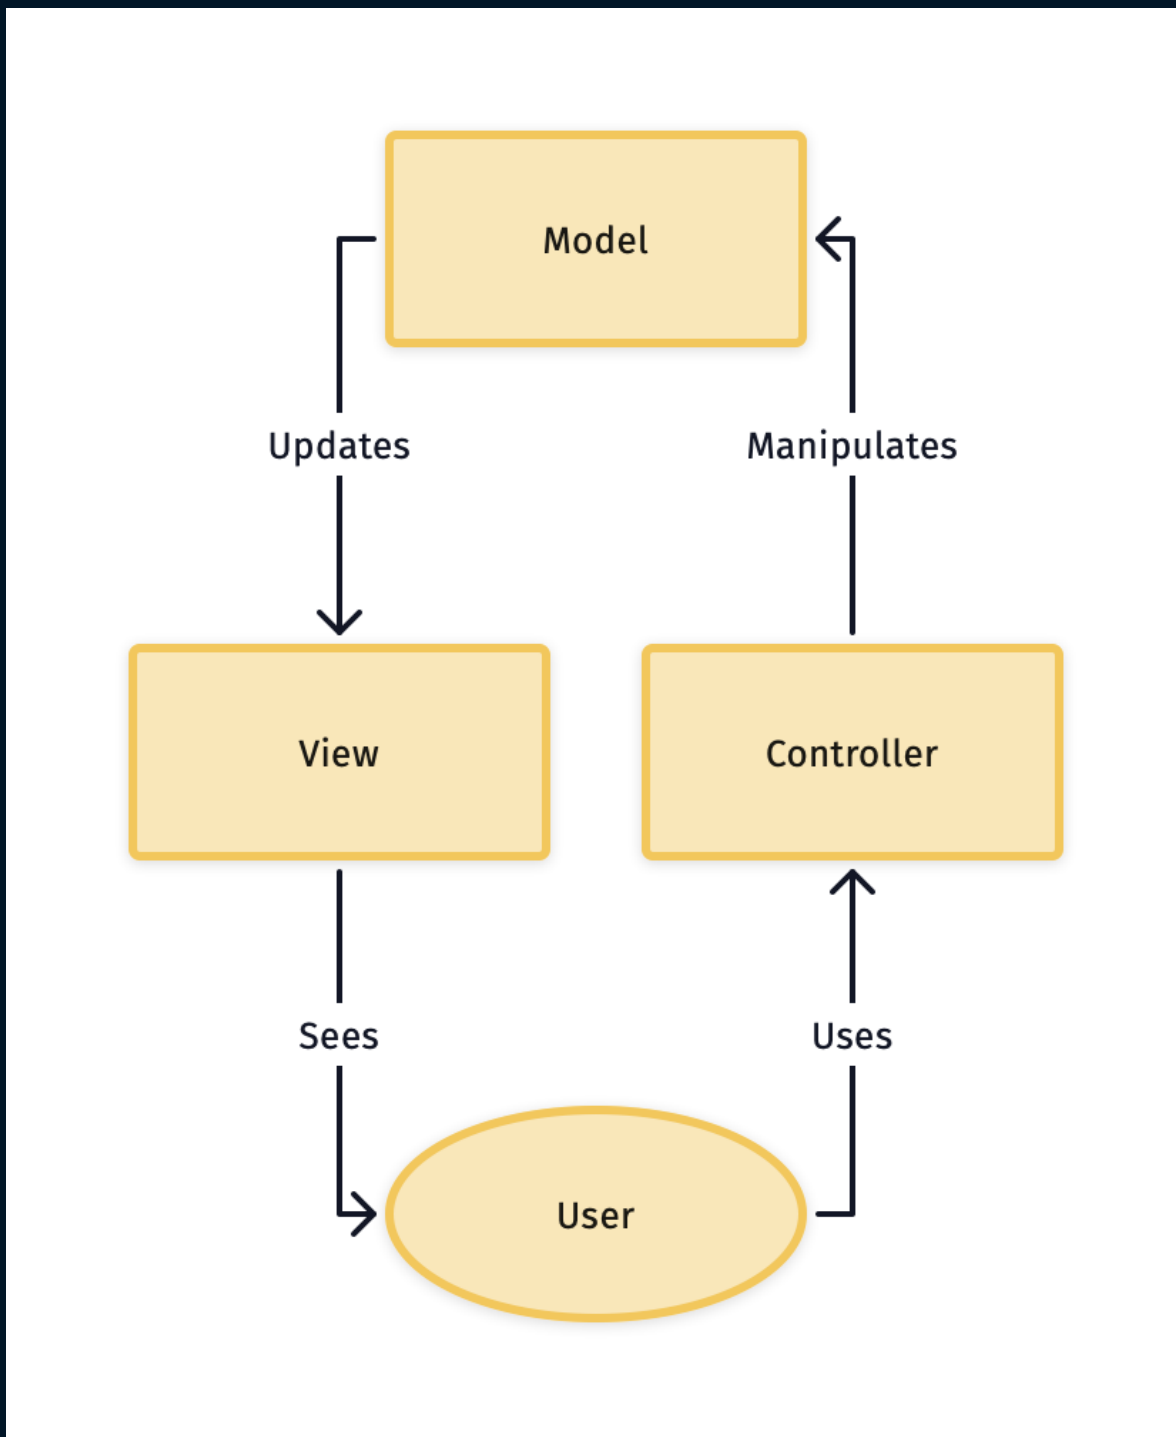 Model
Updates
Manipulates
View
Controller
Sees
Uses
User